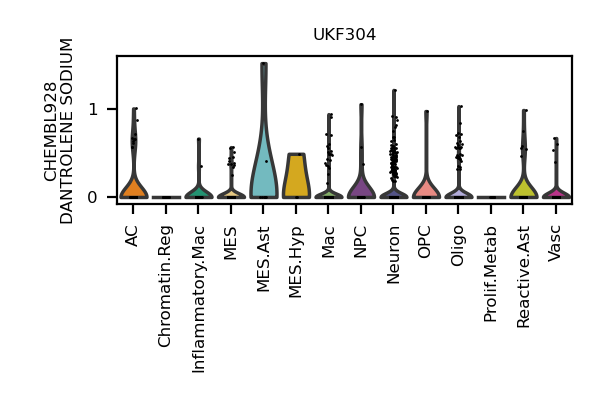 UKF304
CHEMBL928
DANTROLENE SODIUM
1
0
AC
Chromatin.Reg
Inflammatory.Mac
MES
MES.Ast
MES.Hyp
Mac
NPC
Neuron
OPC
Oligo
Prolif.Metab
Reactive.Ast
Vasc